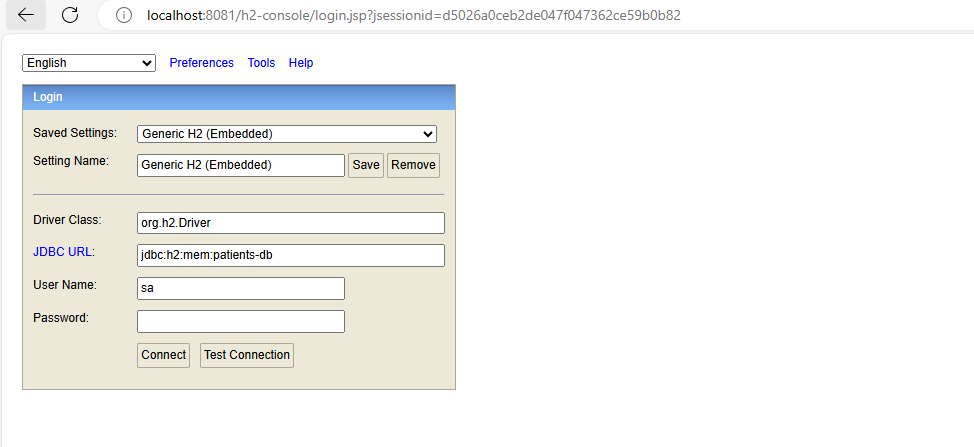 localhost:8081/h2-console/login.jsp?jsessionid=d5026a0ceb2de047f047362ce59b0b82
English Preferences Tools Help
Login
Saved Settings: Generic H2 (Embedded)
Setting Name: Generic H2 (Embedded) Save Remove
Driver Class: org.h2.Driver
JDBC URL: jdbc:h2:mem:patients-db
User Name: sa
Password:
Connect Test Connection